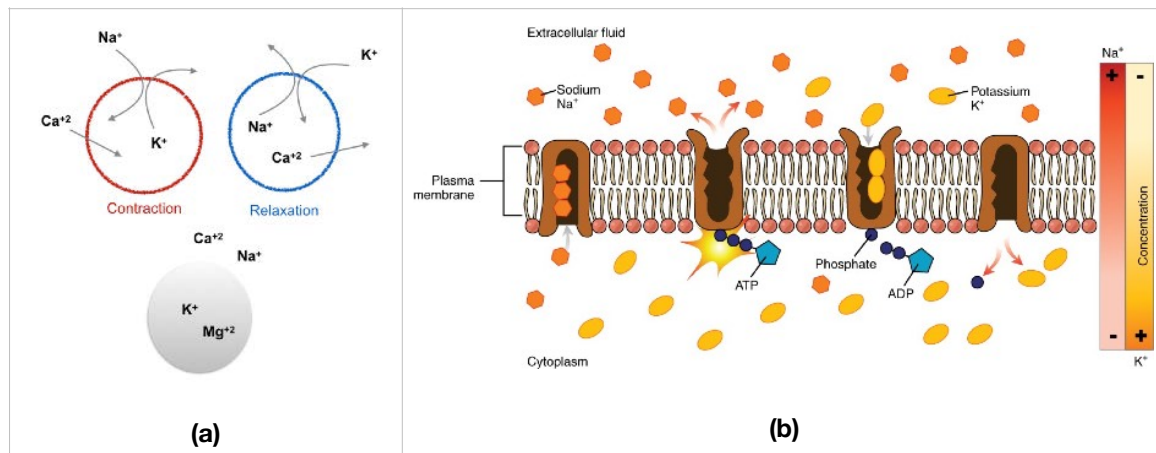 Na⁺
K⁺
Ca⁺²
K⁺
Na⁺
Ca⁺²
Contraction
Relaxation
Ca⁺²
Na⁺
K⁺
Mg⁺²
(a)
Extracellular fluid
Sodium
Na⁺
Potassium
K⁺
Plasma
membrane
Phosphate
ATP
ADP
Cytoplasm
Na⁺
+
-
Concentration
-
+
K⁺
(b)